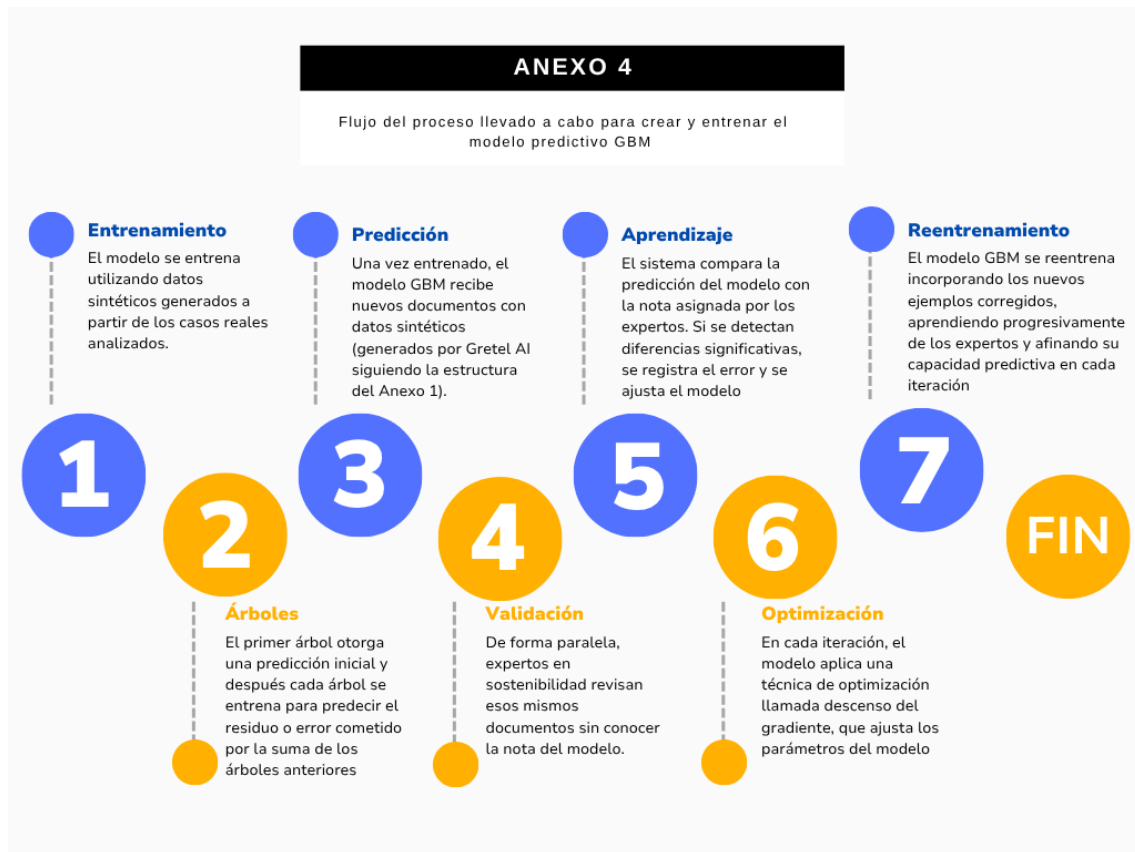 ANEXO 4
Flujo del proceso llevado a cabo para crear y entrenar el
modelo predictivo GBM
Entrenamiento
El modelo se entrena
utilizando datos
sintéticos generados a
partir de los casos reales
analizados.
Predicción
Una vez entrenado, el
modelo GBM recibe
nuevos documentos con
datos sintéticos
(generados por Gretel AI
siguiendo la estructura
del Anexo 1).
Aprendizaje
El sistema compara la
predicción del modelo con
la nota asignada por los
expertos. Si se detectan
diferencias significativas,
se registra el error y se
ajusta el modelo
Reentrenamiento
El modelo GBM se reentrena
incorporando los nuevos
ejemplos corregidos,
aprendiendo progresivamente
de los expertos y afinando su
capacidad predictiva en cada
iteración
1
2
3
4
5
6
7
FIN
Árboles
El primer árbol otorga
una predicción inicial y
después cada árbol se
entrena para predecir el
residuo o error cometido
por la suma de los
árboles anteriores
Validación
De forma paralela,
expertos en
sostenibilidad revisan
esos mismos
documentos sin conocer
la nota del modelo.
Optimización
En cada iteración, el
modelo aplica una
técnica de optimización
llamada descenso del
gradiente, que ajusta los
parámetros del modelo